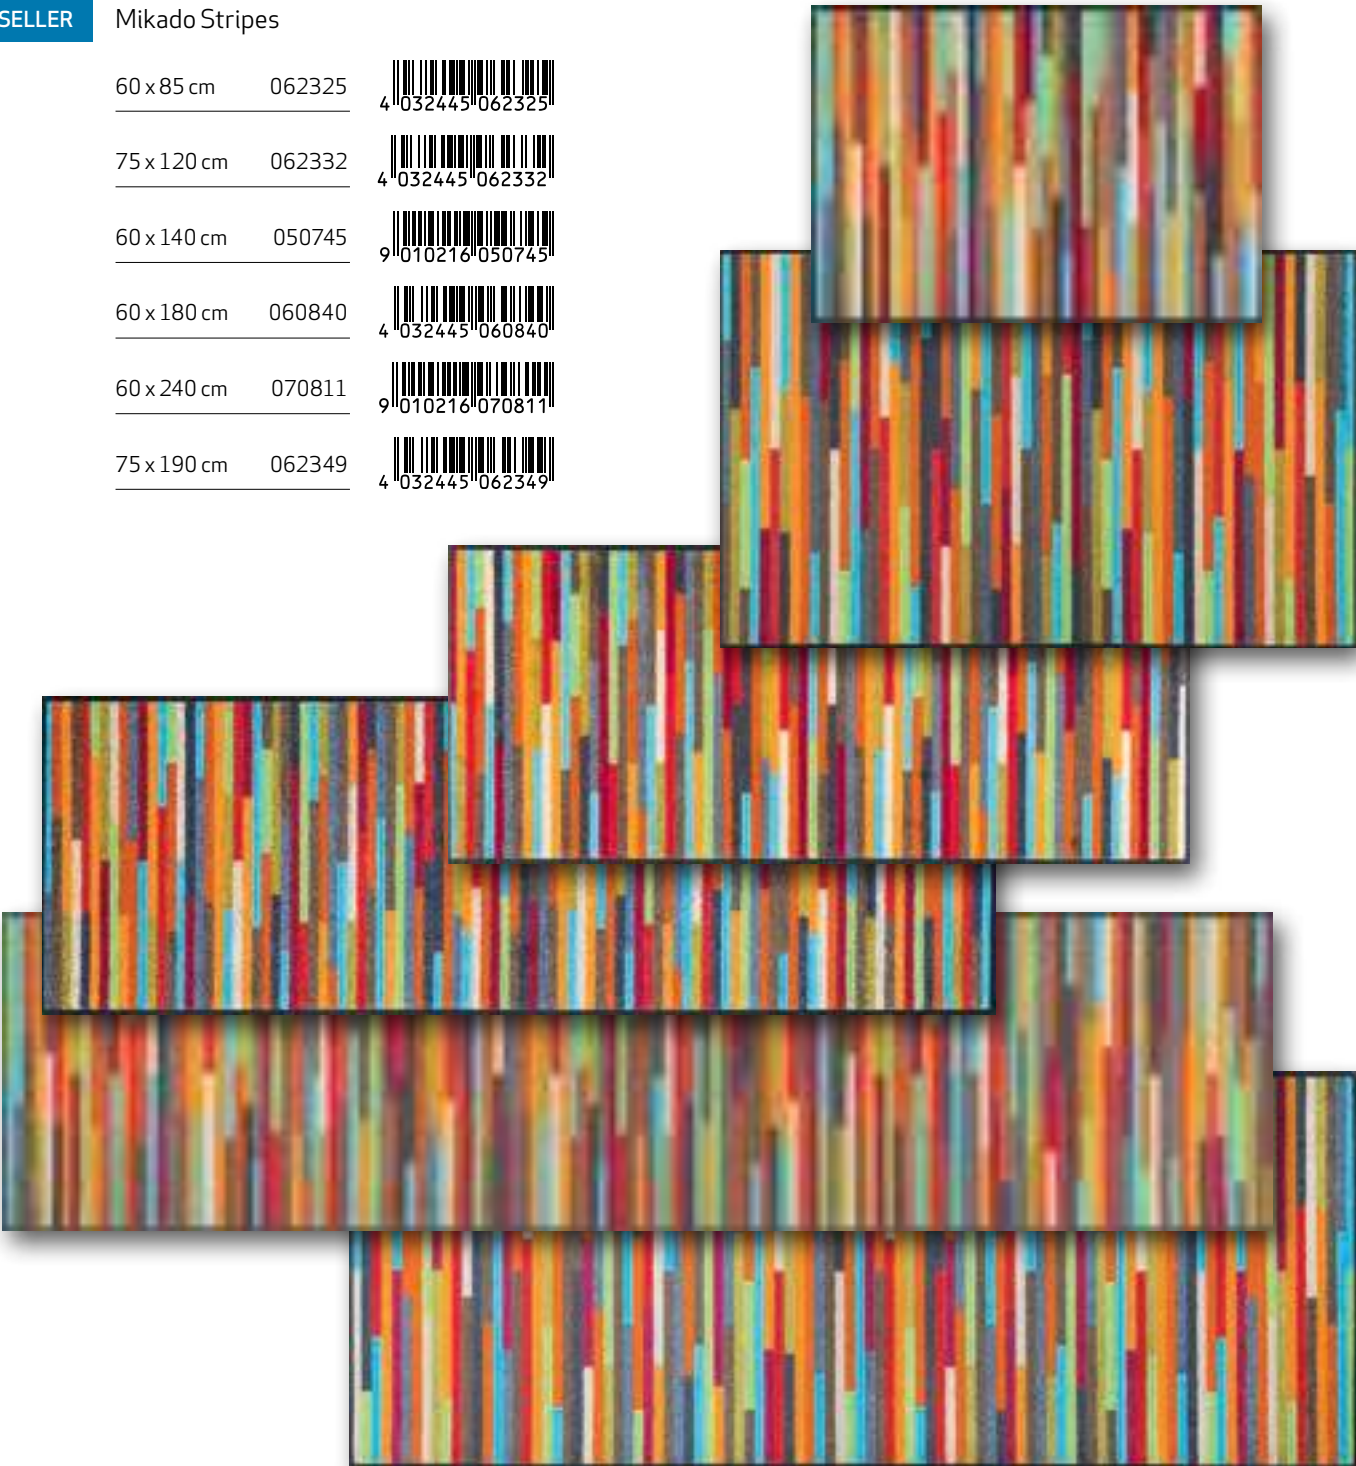 SELLER Mikado Stripes
60 x 85 cm 062325
4 032445 062325
75 x 120 cm 062332
4 032445 062332
60 x 140 cm 050745
9 010216 050745
60 x 180 cm 060840
4 032445 060840
60 x 240 cm 070811
9 010216 070811
75 x 190 cm 062349
4 032445 062349